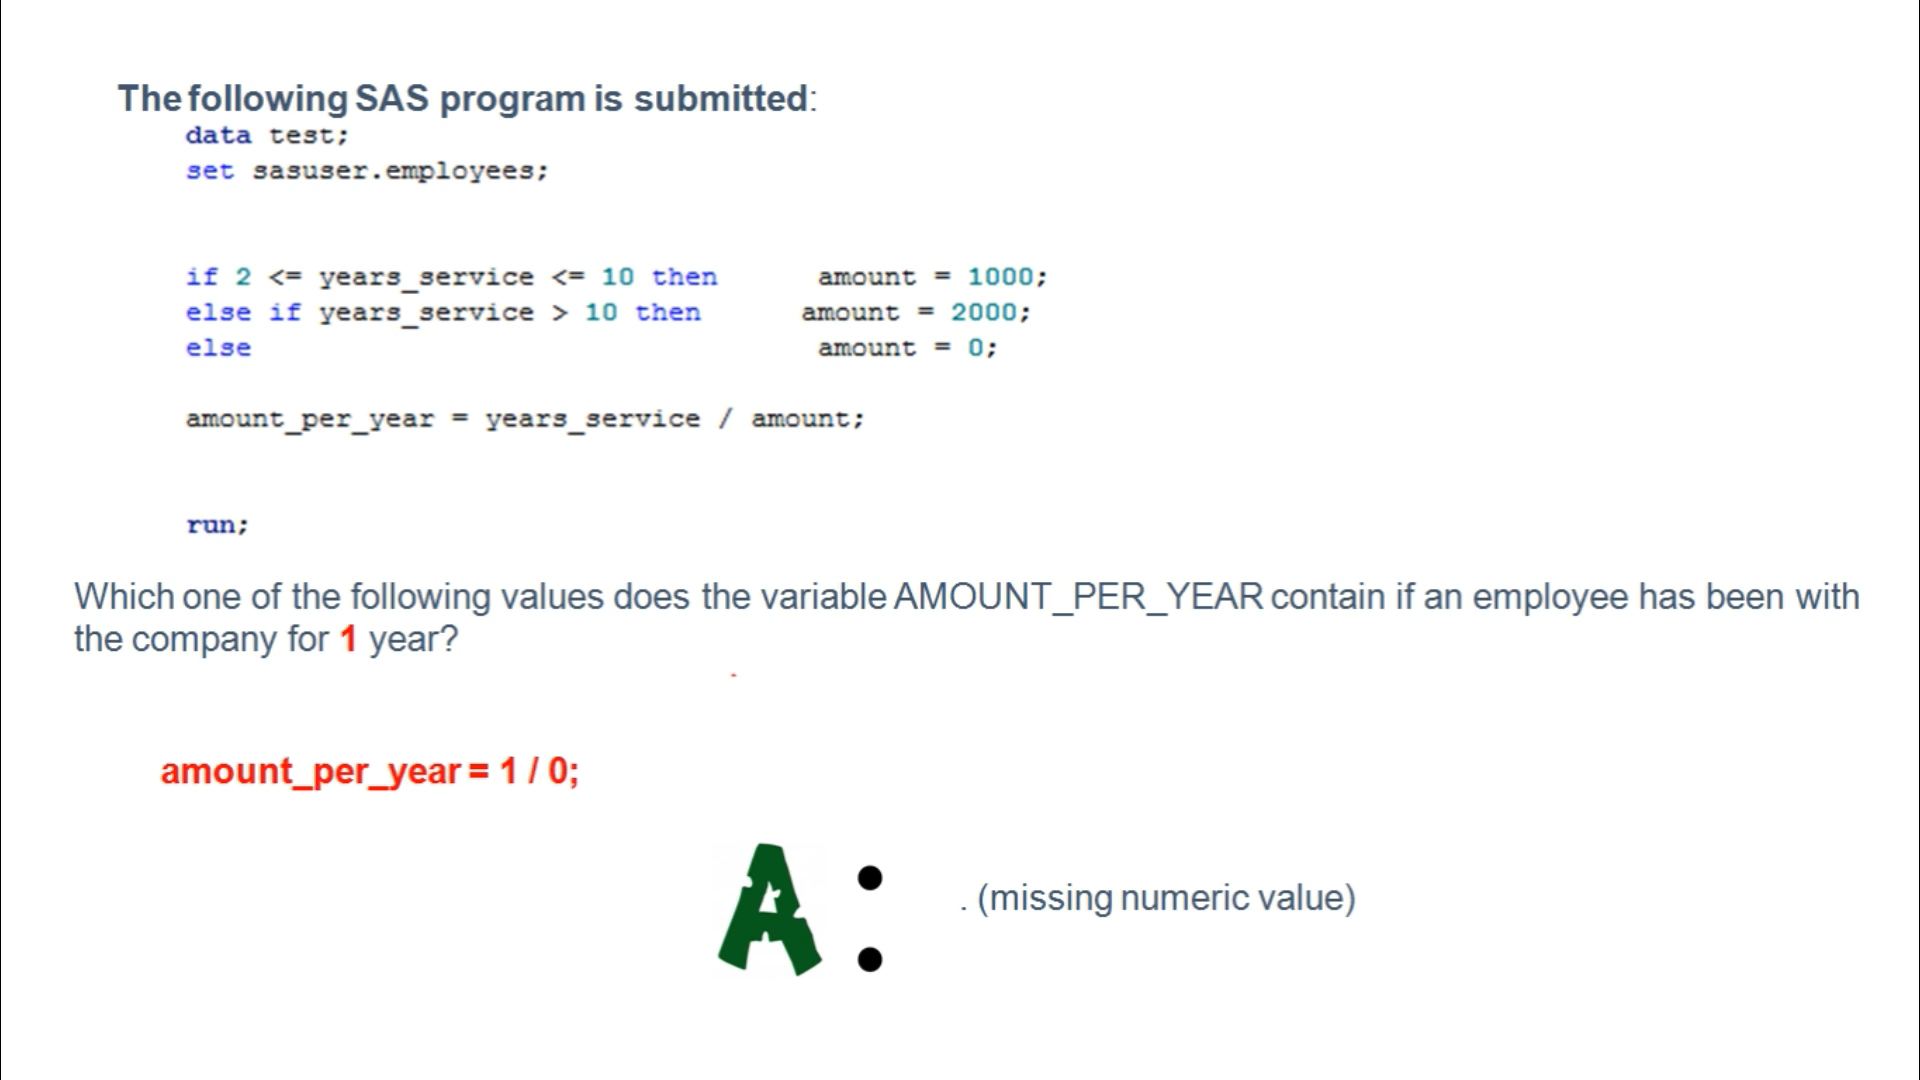 The following SAS program is submitted:
data test;
set sasuser.employees;
if 2 <= years_service <= 10 then amount = 1000;
else if years_service > 10 then amount = 2000;
else amount = 0;
amount_per_year = years_service / amount;
run;
Which one of the following values does the variable AMOUNT_PER_YEAR contain if an employee has been with
the company for 1 year?
amount_per_year = 1 / 0;
A: . (missing numeric value)